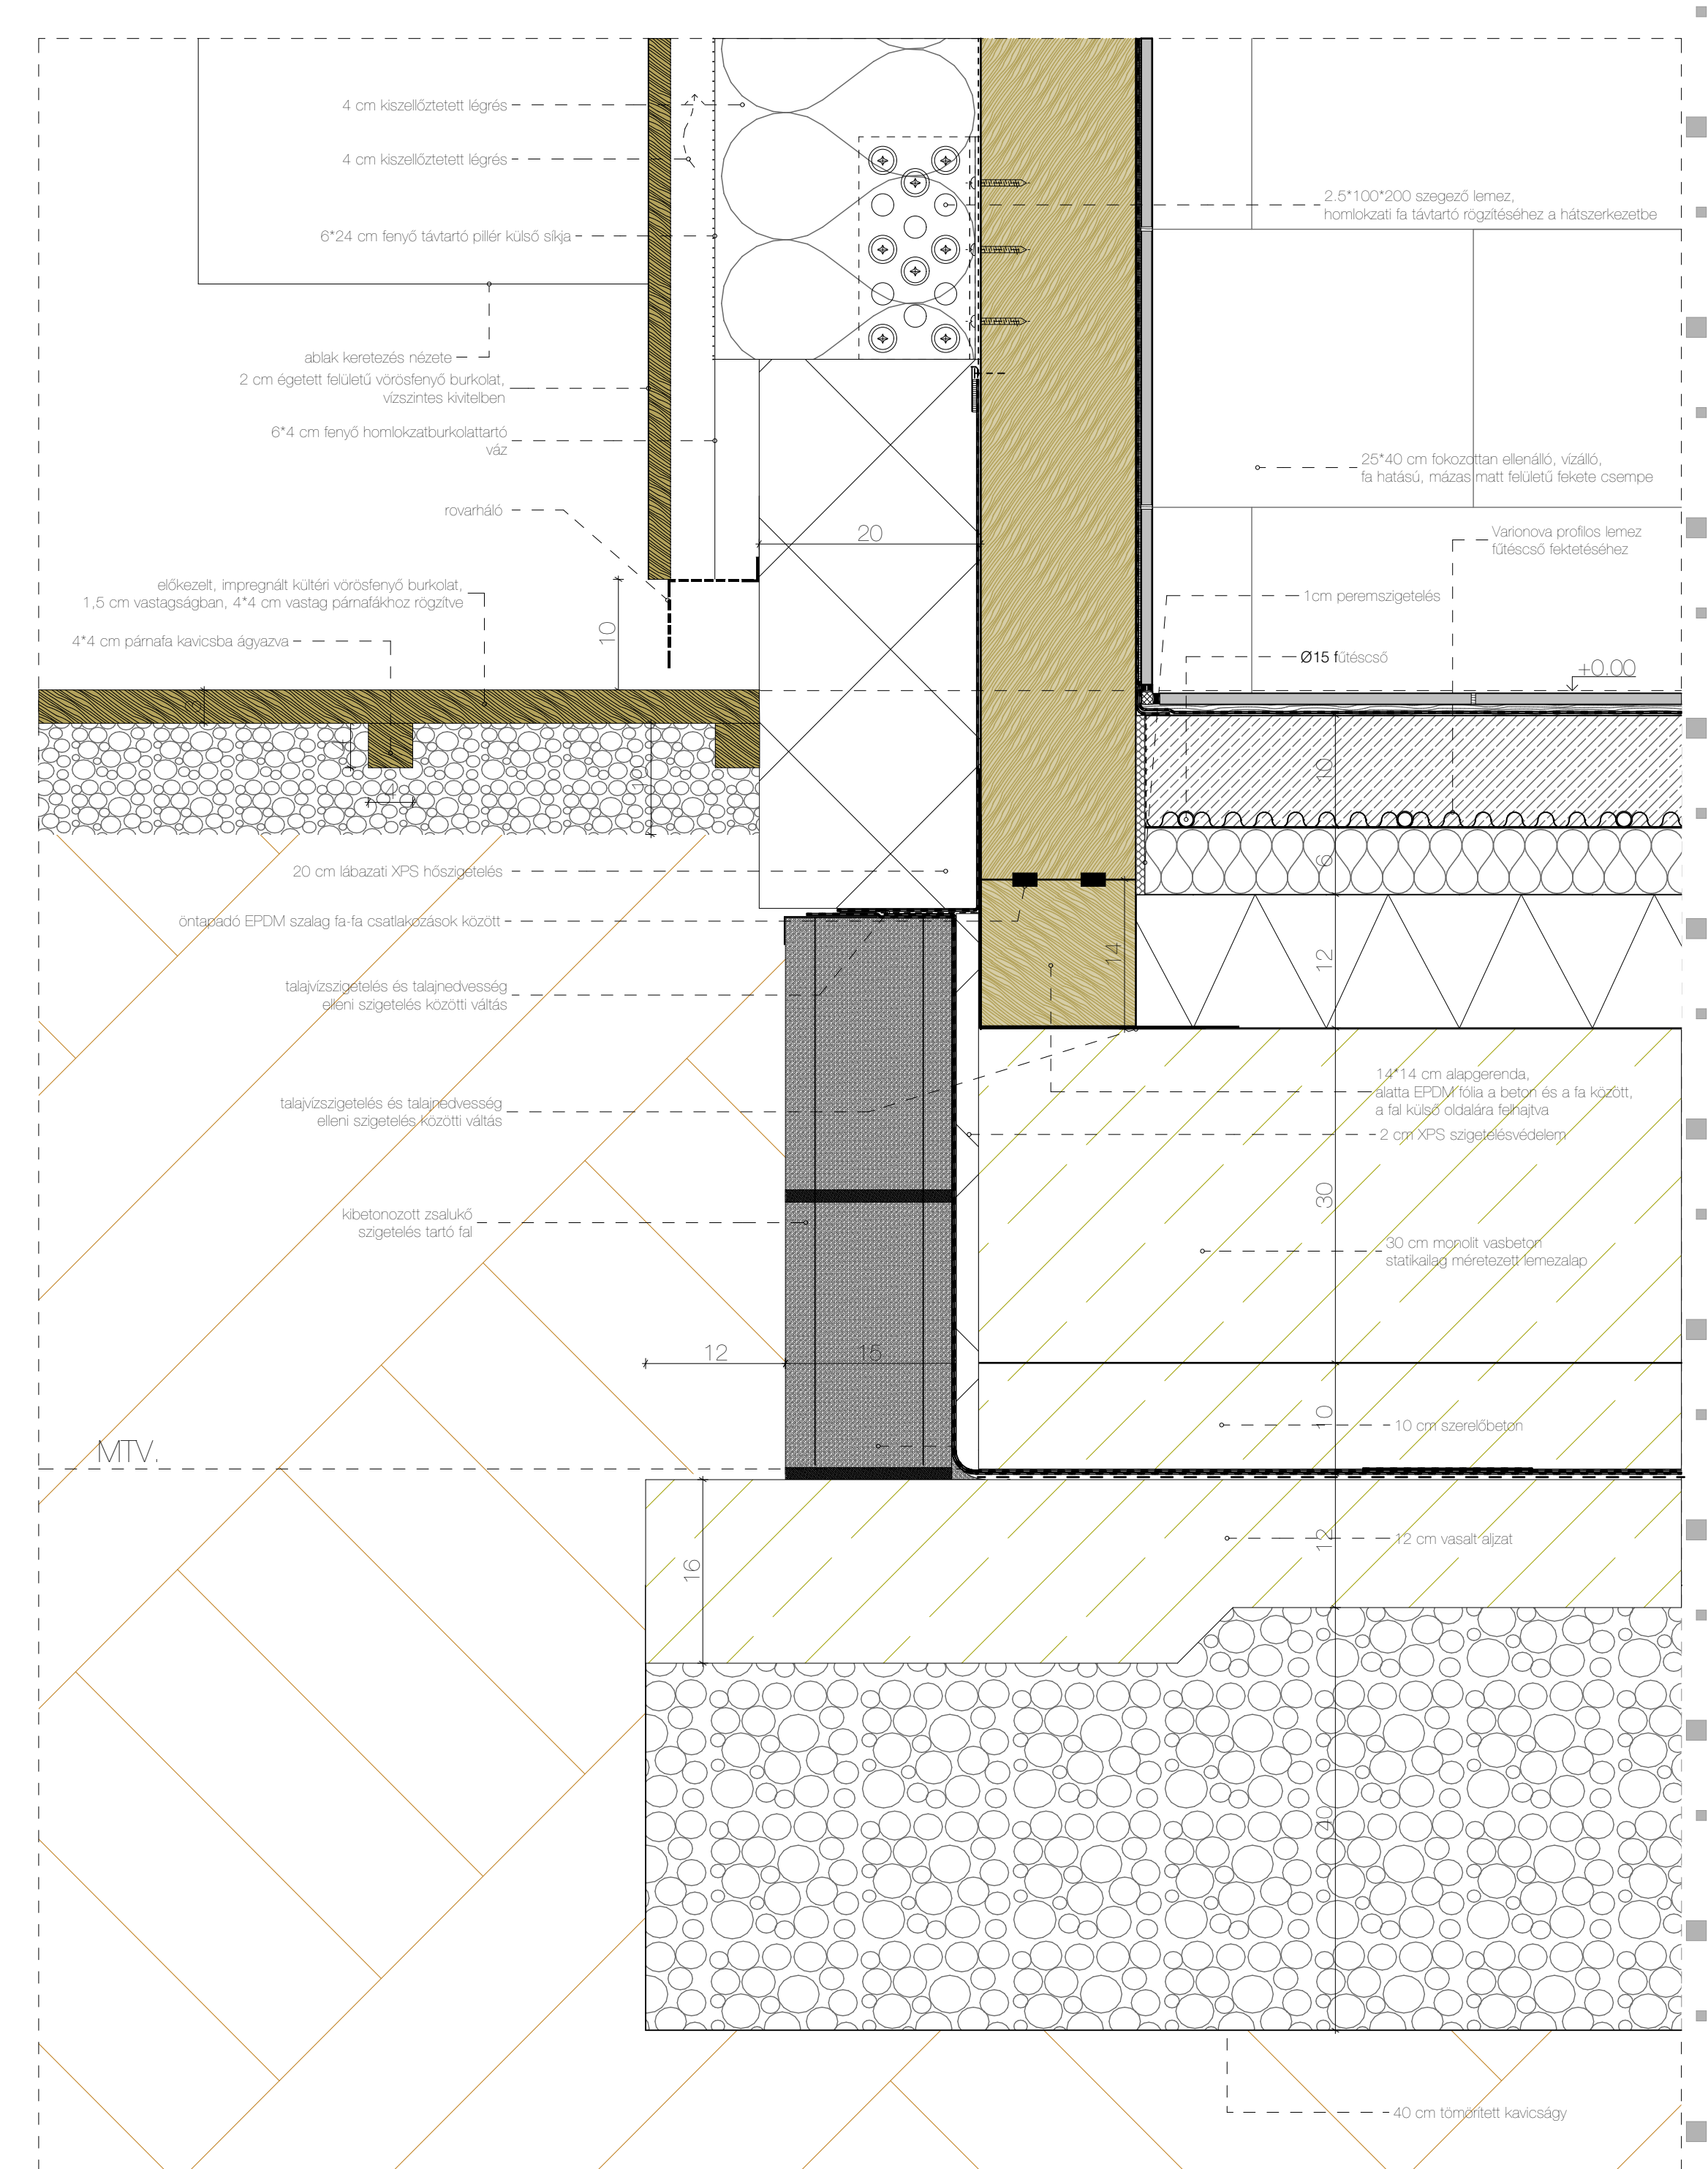 4 cm kiszellőztetett légrés
4 cm kiszellőztetett légrés
6*24 cm fenyő távtartó pillér külső síkja
ablak keretezés nézete
2 cm égetett felületű vörösfenyő burkolat,
vízszintes kivitelben
6*4 cm fenyő homlokzatburkolattartó
váz
rovarháló
előkezelt, impregnált kültéri vörösfenyő burkolat,
1,5 cm vastagságban, 4*4 cm vastag párnafákhoz rögzítve
4*4 cm párnafa kavicsba ágyazva
20 cm lábazati XPS hőszigetelés
öntapadó EPDM szalag fa-fa csatlakozások között
talajvízszigetelés és talajnedvesség
elleni szigetelés közötti váltás
talajvízszigetelés és talajnedvesség
elleni szigetelés közötti váltás
kibetonozott zsalukő
szigetelés tartó fal
MTV.
2.5*100*200 szegező lemez,
homlokzati fa távtartó rögzítéséhez a hátszerkezetbe
25*40 cm fokozottan ellenálló, vízálló,
fa hatású, mázas matt felületű fekete csempe
Varionova profilos lemez
fűtéscső fektetéséhez
1cm peremszigetelés
Ø15 fűtéscső
+0.00
14*14 cm alapgerenda,
alatta EPDM fólia a beton és a fa között,
a fal külső oldalára felhajtva
2 cm XPS szigetelésvédelem
30 cm monolit vasbeton
statikailag méretezett lemezalap
10 cm szerelőbeton
12 cm vasalt aljzat
40 cm tömörített kavicságy
20
10
3
4
4
10
14
12
15
16
10
6
12
30
10
12
40